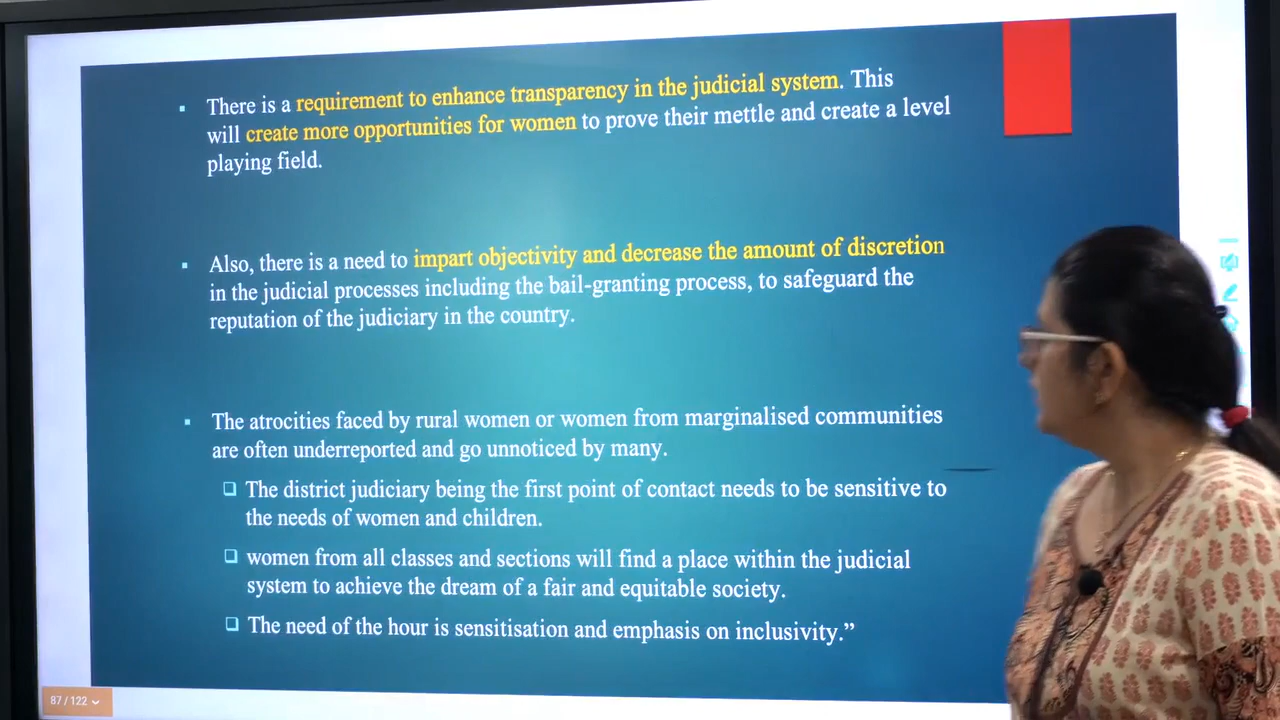 There is a requirement to enhance transparency in the judicial system. This
will create more opportunities for women to prove their mettle and create a level
playing field.
Also, there is a need to impart objectivity and decrease the amount of discretion
in the judicial processes including the bail-granting process, to safeguard the
reputation of the judiciary in the country.
The atrocities faced by rural women or women from marginalised communities
are often underreported and go unnoticed by many.
The district judiciary being the first point of contact needs to be sensitive to
the needs of women and children.
women from all classes and sections will find a place within the judicial
system to achieve the dream of a fair and equitable society.
The need of the hour is sensitisation and emphasis on inclusivity.”
87 / 122